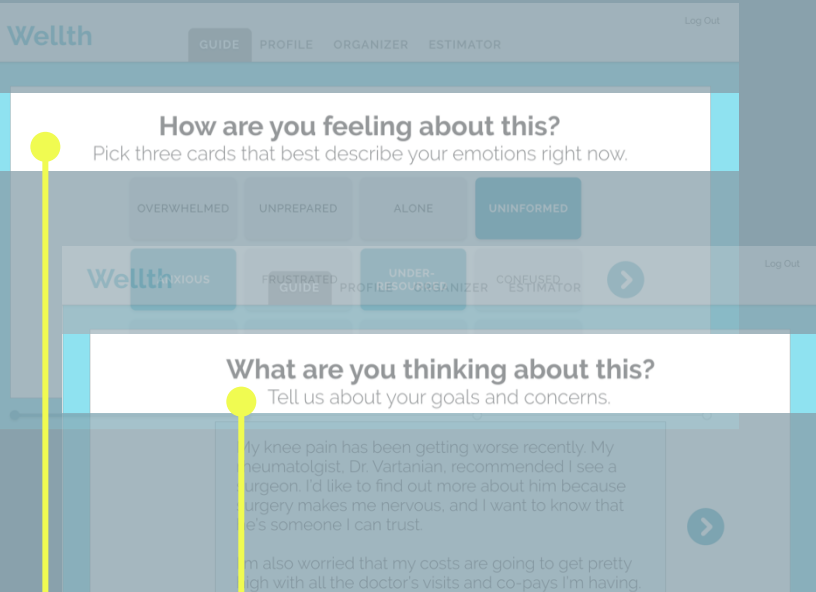 Wellth
Log Out
GUIDE PROFILE ORGANIZER ESTIMATOR
How are you feeling about this?
Pick three cards that best describe your emotions right now.
OVERWHELMED UNPREPARED ALONE UNINFORMED
ANXIOUS FRUSTRATED UNDER- CONFUSED
RESOURCED
Wellth
Log Out
GUIDE PROFILE ORGANIZER ESTIMATOR
What are you thinking about this?
Tell us about your goals and concerns.
My knee pain has been getting worse recently. My
rheumatologist, Dr. Vartanian, recommended I see a
surgeon. I'd like to find out more about him because
surgery makes me nervous, and I want to know that
he's someone I can trust.
I'm also worried that my costs are going to get pretty
high with all the doctor's visits and co-pays I'm having.